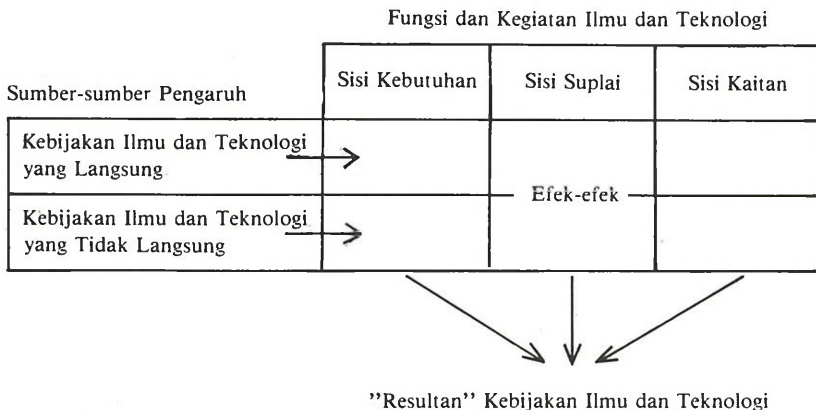 Fungsi dan Kegiatan Ilmu dan Teknologi
Sumber-sumber Pengaruh
Sisi Kebutuhan
Sisi Suplai
Sisi Kaitan
Kebijakan Ilmu dan Teknologi
yang Langsung
Efek-efek
Kebijakan Ilmu dan Teknologi
yang Tidak Langsung
"Resultan" Kebijakan Ilmu dan Teknologi